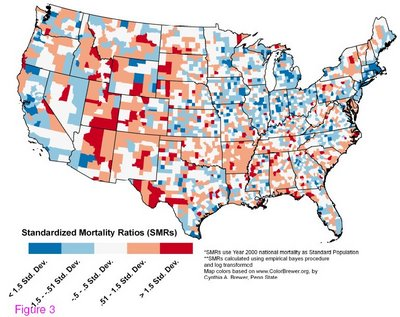 Standardized Mortality Ratios (SMRs)
< 1.5 Std. Dev.
-1.5 - -.51 Std. Dev.
-.5 - .5 Std. Dev.
.51 - 1.5 Std. Dev.
> 1.5 Std. Dev.
*SMRs use Year 2000 national mortality as Standard Population
**SMRs calculated using empirical bayes procedure
and log transformed
Map colors based on www.ColorBrewer.org, by
Cynthia A. Brewer, Penn State
Figure 3